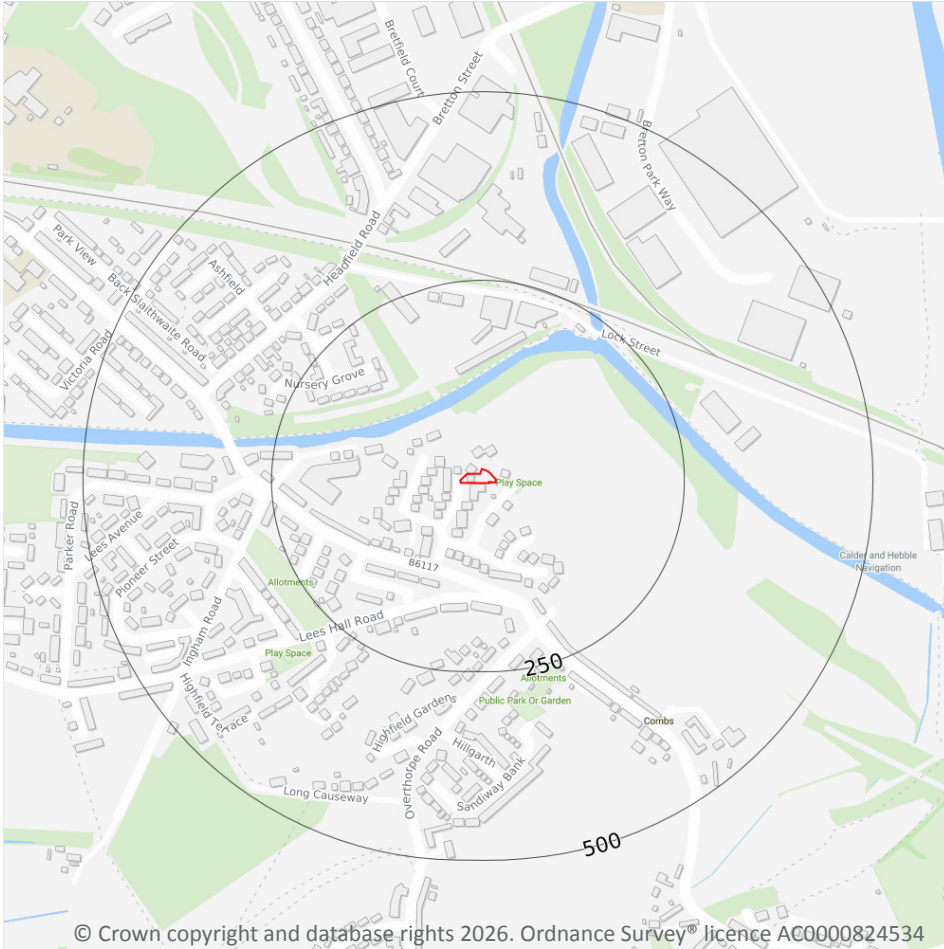 Bretfield Court
Bretton Street
Bretton Park Way
Headfield Road
Park View
Ashfield
Back Slaithwaite Road
Victoria Road
Nursery Grove
Lock Street
Play Space
Parker Road
Lees Avenue
Pioneer Street
B6117
Calder and Hebble
Navigation
Allotments
Ingham Road
Lees Hall Road
Play Space
250
Allotments
Public Park Or Garden
Highfield Terrace
Highfield Gardens
Combs
Overthorpe Road
Hillgarth
Sandiway Bank
Long Causeway
500
© Crown copyright and database rights 2026. Ordnance Survey® licence AC0000824534